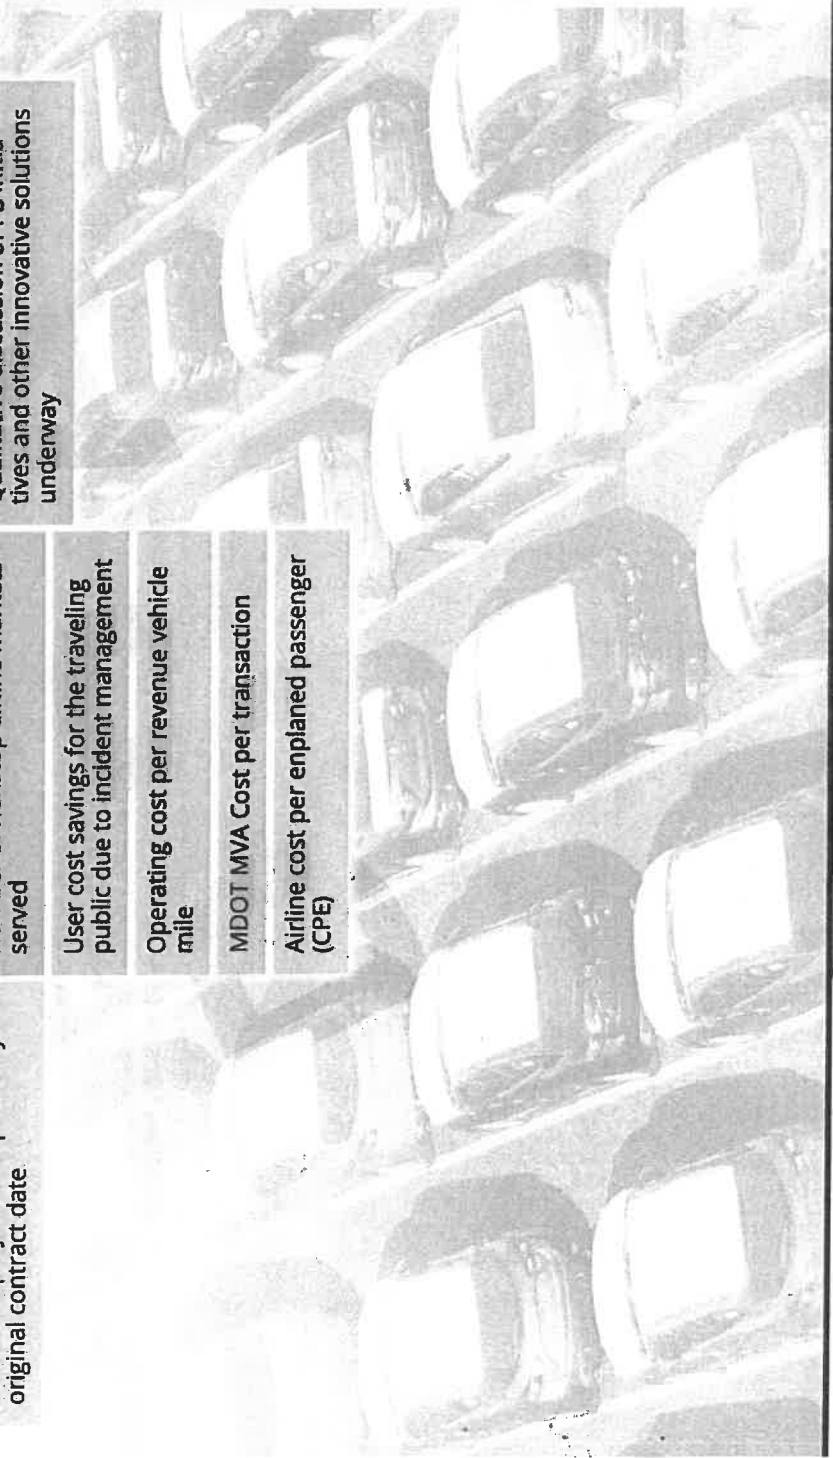 original contract date.
served
User cost savings for the traveling
public due to incident management
Operating cost per revenue vehicle
mile
MDOT MVA Cost per transaction
Airline cost per enplaned passenger
(CPE)
tives and other innovative solutions
underway